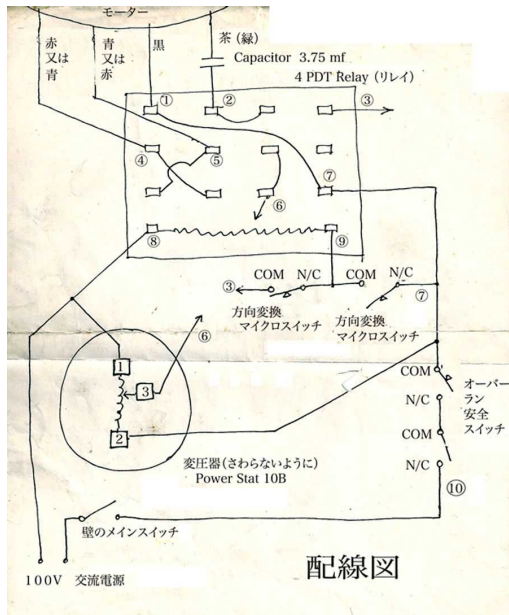 モーター
赤
又は
青
青
又は
赤
黒
茶(緑)
Capacitor 3.75 mf
4 PDT Relay (リレイ)
①
②
③
④
⑤
⑦
⑥
⑧
⑨
③
COM
N/C
COM
N/C
⑦
方向変換
マイクロスイッチ
方向変換
マイクロスイッチ
⑥
1
3
2
COM
オーバー
ラン
安全
スイッチ
N/C
COM
N/C
変圧器(さわらないように)
Power Stat 10B
⑩
壁のメインスイッチ
配線図
100V 交流電源